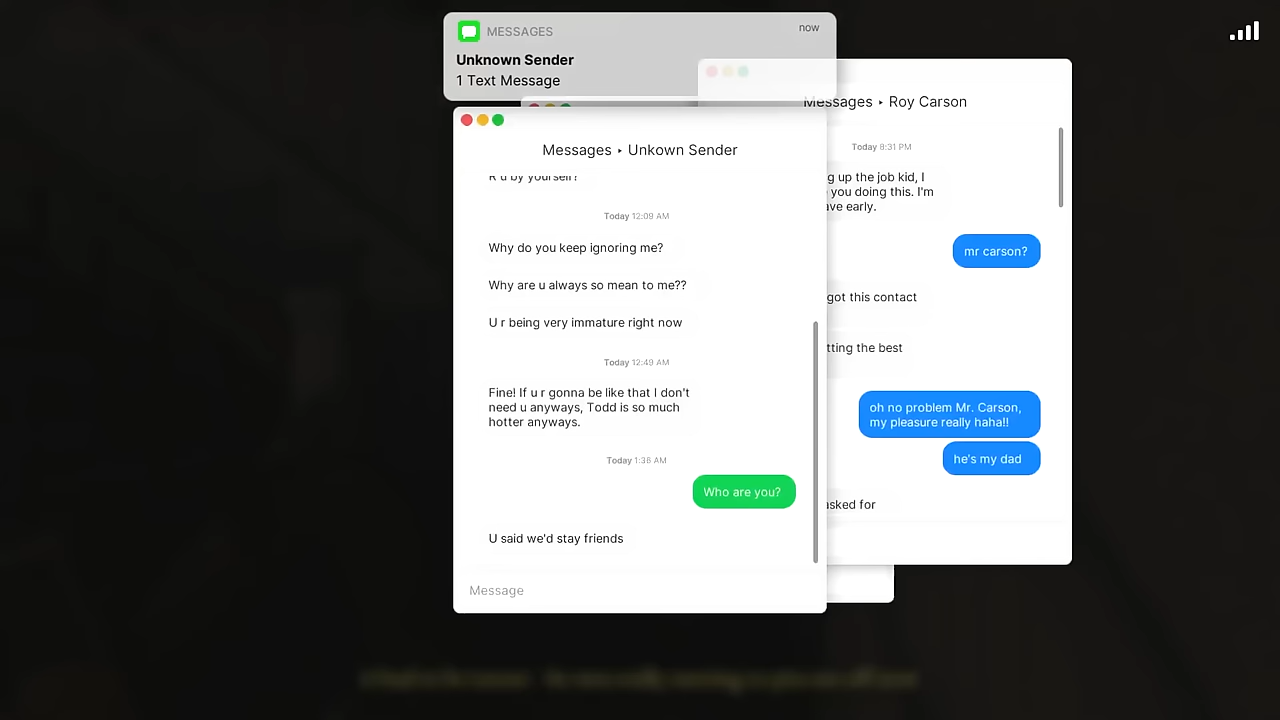 MESSAGES
now
Unknown Sender
1 Text Message
Messages ‣ Unkown Sender
R u by yourself?
Today 12:09 AM
Why do you keep ignoring me?
Why are u always so mean to me??
U r being very immature right now
Today 12:49 AM
Fine! If u r gonna be like that I don't
need u anyways, Todd is so much
hotter anyways.
Today 1:36 AM
Who are you?
U said we'd stay friends
Message
Messages ‣ Roy Carson
Today 8:31 PM
g up the job kid, I
you doing this. I'm
ave early.
mr carson?
got this contact
tting the best
oh no problem Mr. Carson,
my pleasure really haha!!
he's my dad
asked for